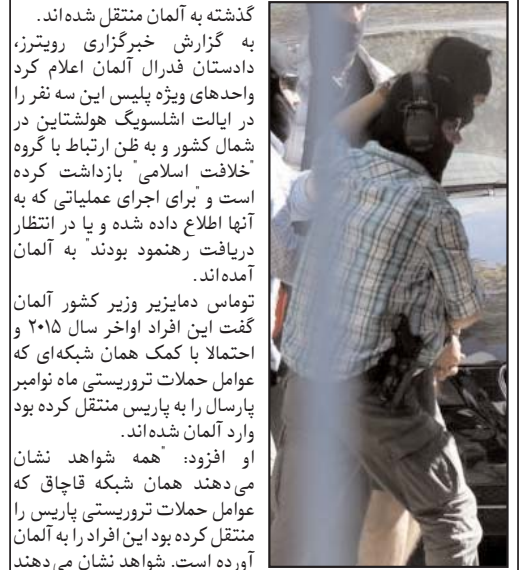 گذشته به آلمان منتقل شده‌اند.
به گزارش خبرگزاری رویترز،
دادستان فدرال آلمان اعلام کرد
واحدهای ویژه پلیس این سه نفر را
در ایالت اشلسویگ هولشتاین در
شمال کشور و به ظن ارتباط با گروه
"خلافت اسلامی" بازداشت کرده
است و "برای اجرای عملیاتی که به
آنها اطلاع داده شده و یا در انتظار
دریافت رهنمود بودند" به آلمان
آمده‌اند.
توماس دمایزیر وزیر کشور آلمان
گفت این افراد اواخر سال ۲۰۱۵ و
احتمالا با کمک همان شبکه‌ای که
عوامل حملات تروریستی ماه نوامبر
پارسال را به پاریس منتقل کرده بود
وارد آلمان شده‌اند.
او افزود: "همه شواهد نشان
می‌دهند همان شبکه قاچاق که
عوامل حملات تروریستی پاریس را
منتقل کرده بود این افراد را به آلمان
آورده است. شواهد نشان می‌دهند